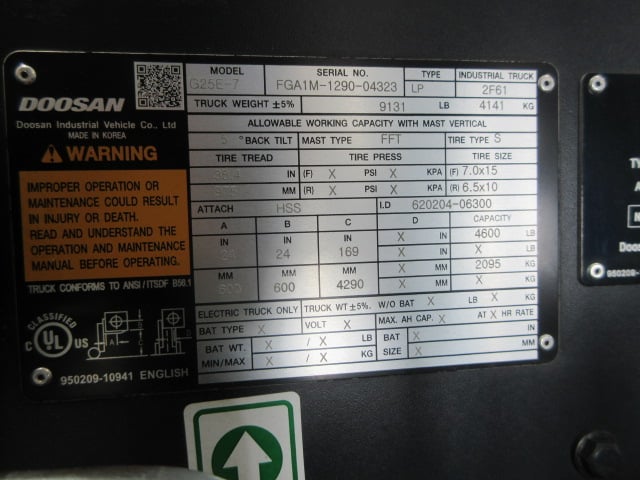 DOOSAN
Doosan Industrial Vehicle Co., Ltd
MADE IN KOREA
WARNING
IMPROPER OPERATION OR
MAINTENANCE COULD RESULT
IN INJURY OR DEATH.
READ AND UNDERSTAND THE
OPERATION AND MAINTENANCE
MANUAL BEFORE OPERATING.
TRUCK CONFORMS TO ANSI / ITSDF B56.1
CLASSIFIED
C UL US
950209-10941 ENGLISH
MODEL SERIAL NO. TYPE INDUSTRIAL TRUCK
G25E-7 FGA1M-1290-04323 LP 2F61
TRUCK WEIGHT ±5% 9131 LB 4141 KG
ALLOWABLE WORKING CAPACITY WITH MAST VERTICAL
5 ° BACK TILT MAST TYPE FFT TIRE TYPE S
TIRE TREAD TIRE PRESS TIRE SIZE
38.4 IN (F) X PSI X KPA (F) 7.0x15
MM (R) X PSI X KPA (R) 6.5x10
ATTACH HSS I.D 620204-06300
A B C D CAPACITY
IN IN IN X IN 4600 LB
24 24 169 X IN X LB
MM MM MM X MM 2095 KG
600 600 4290 X MM X KG
ELECTRIC TRUCK ONLY TRUCK WT ±5%. W/O BAT X LB X KG
BAT TYPE X VOLT X MAX. AH CAP. X AT X HR RATE
BAT WT. X / X LB BAT X IN
MIN/MAX X / X KG SIZE X MM
950209-